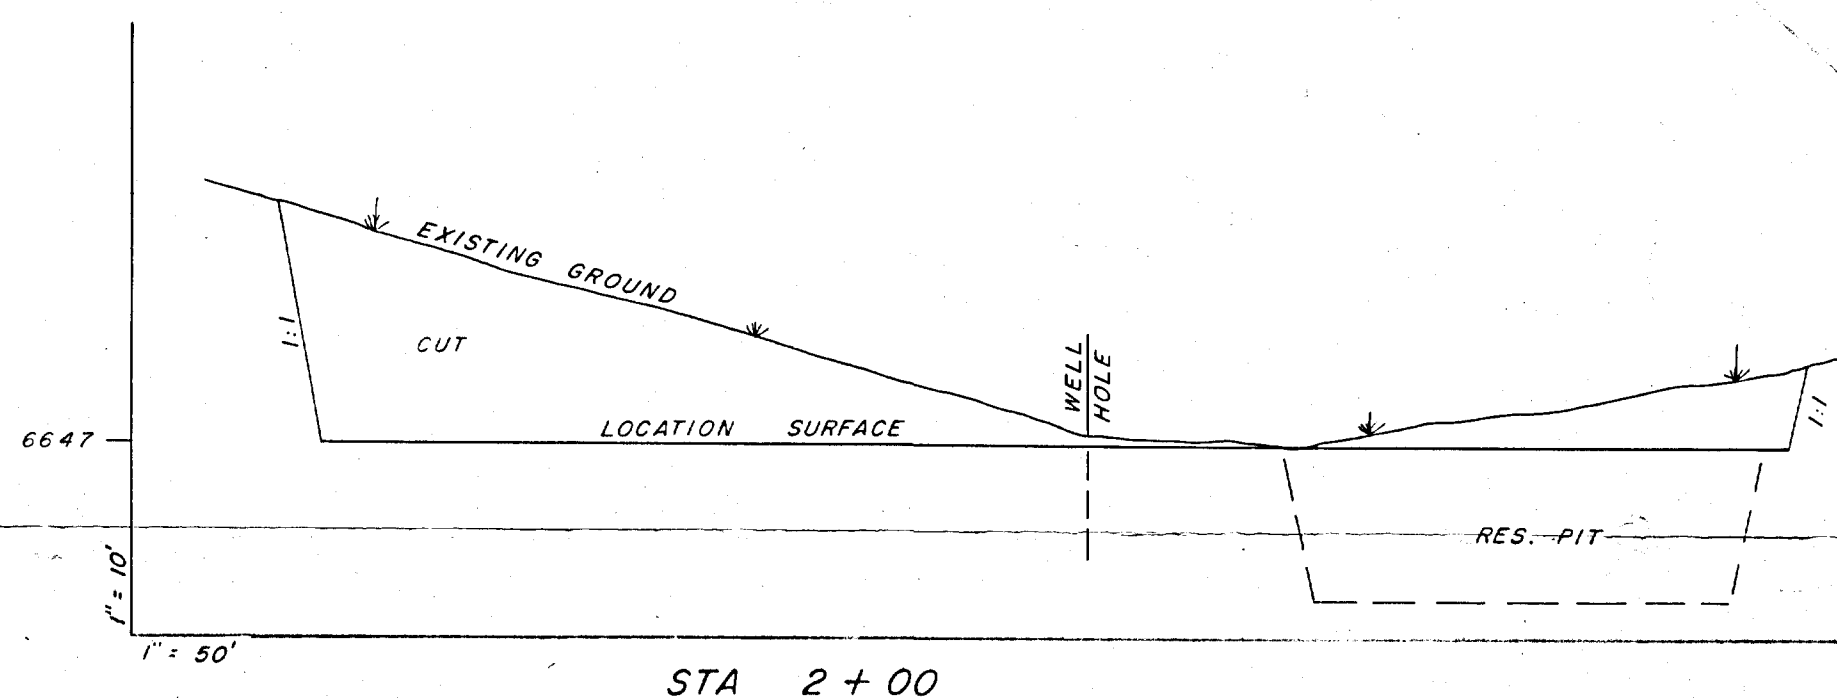 EXISTING GROUND
1:1
CUT
WELL
HOLE
LOCATION SURFACE
6647
1:1
RES. PIT
1" = 10'
1" = 50'
STA 2 + 00